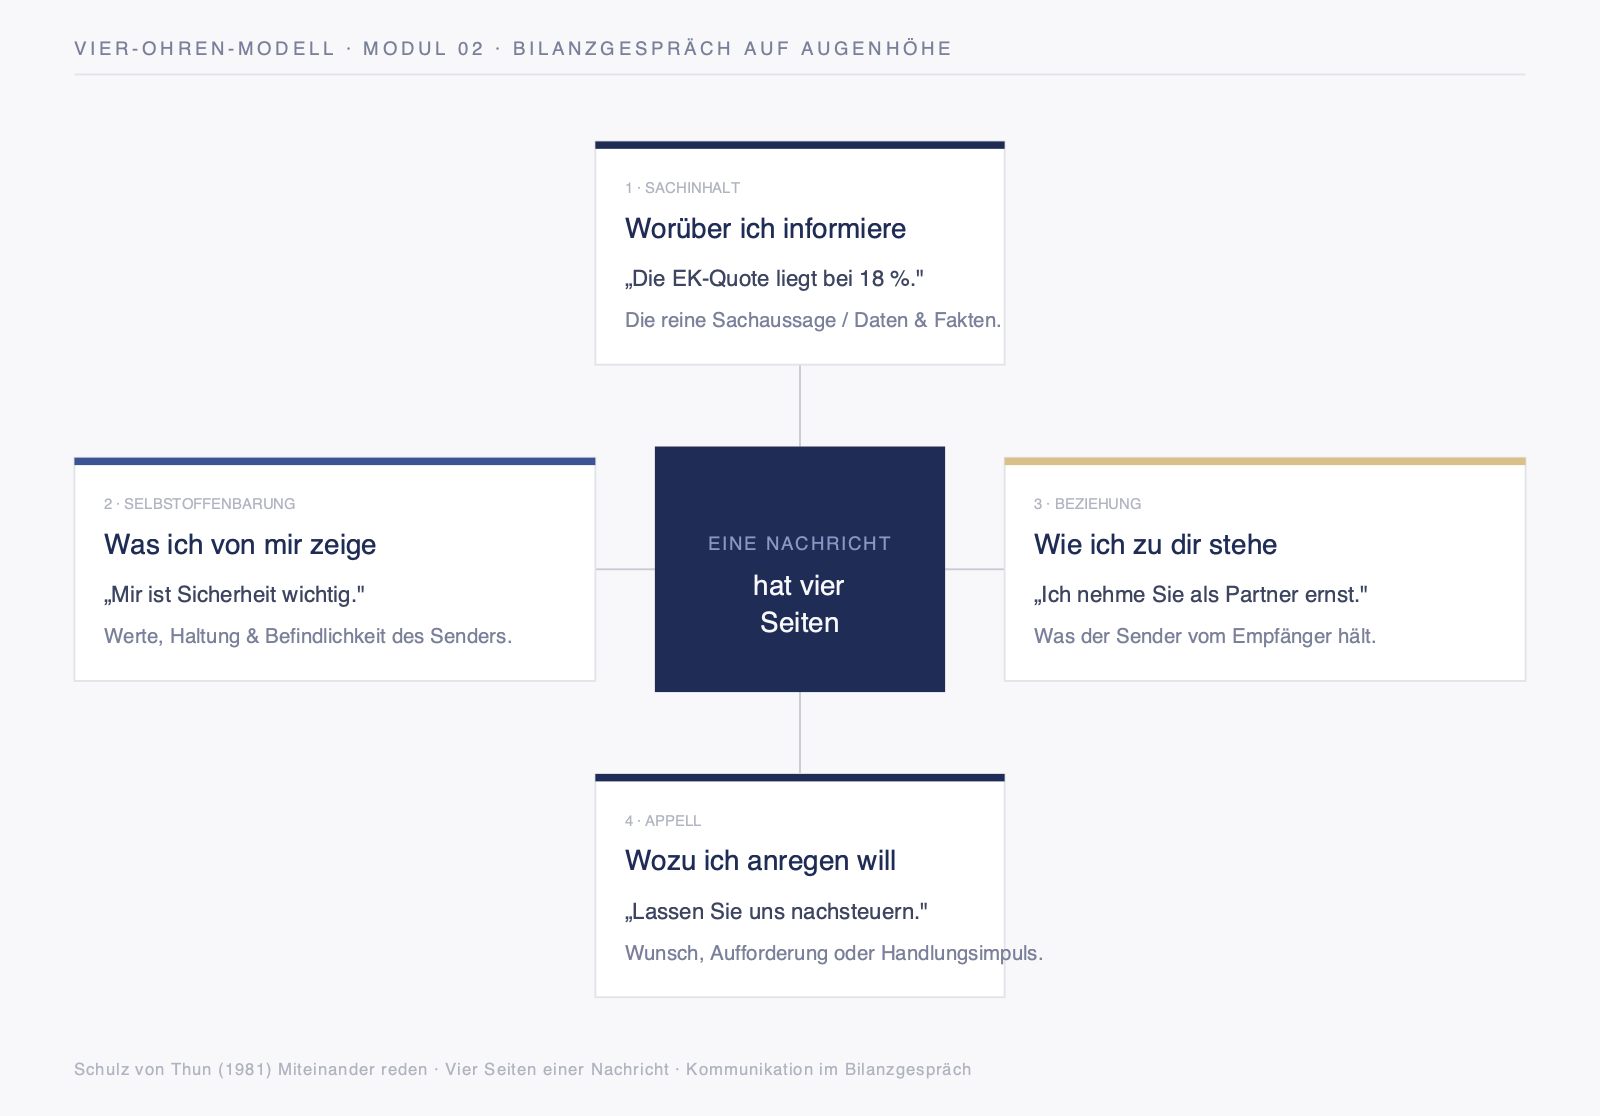 VIER-OHREN-MODELL · MODUL 02 · BILANZGESPRÄCH AUF AUGENHÖHE
1 · SACHINHALT
Worüber ich informiere
„Die EK-Quote liegt bei 18 %."
Die reine Sachaussage / Daten & Fakten.
2 · SELBSTOFFENBARUNG
Was ich von mir zeige
„Mir ist Sicherheit wichtig."
Werte, Haltung & Befindlichkeit des Senders.
EINE NACHRICHT
hat vier
Seiten
3 · BEZIEHUNG
Wie ich zu dir stehe
„Ich nehme Sie als Partner ernst."
Was der Sender vom Empfänger hält.
4 · APPELL
Wozu ich anregen will
„Lassen Sie uns nachsteuern."
Wunsch, Aufforderung oder Handlungsimpuls.
Schulz von Thun (1981) Miteinander reden · Vier Seiten einer Nachricht · Kommunikation im Bilanzgespräch